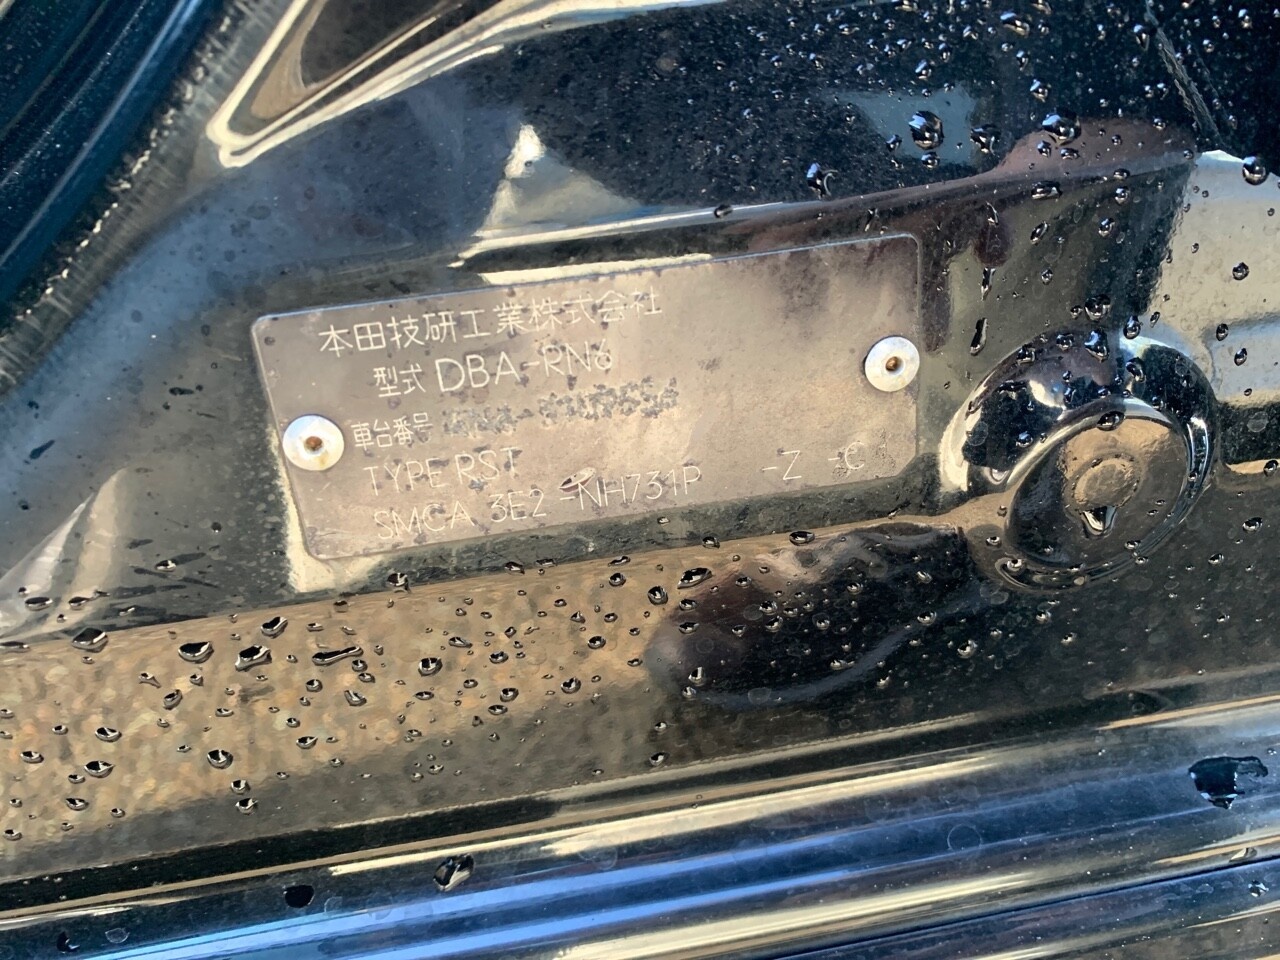 本田技研工業株式会社
型式 DBA-RN6
車台番号
TYPE RST
SMCA 3E2 -NH731P -Z -C